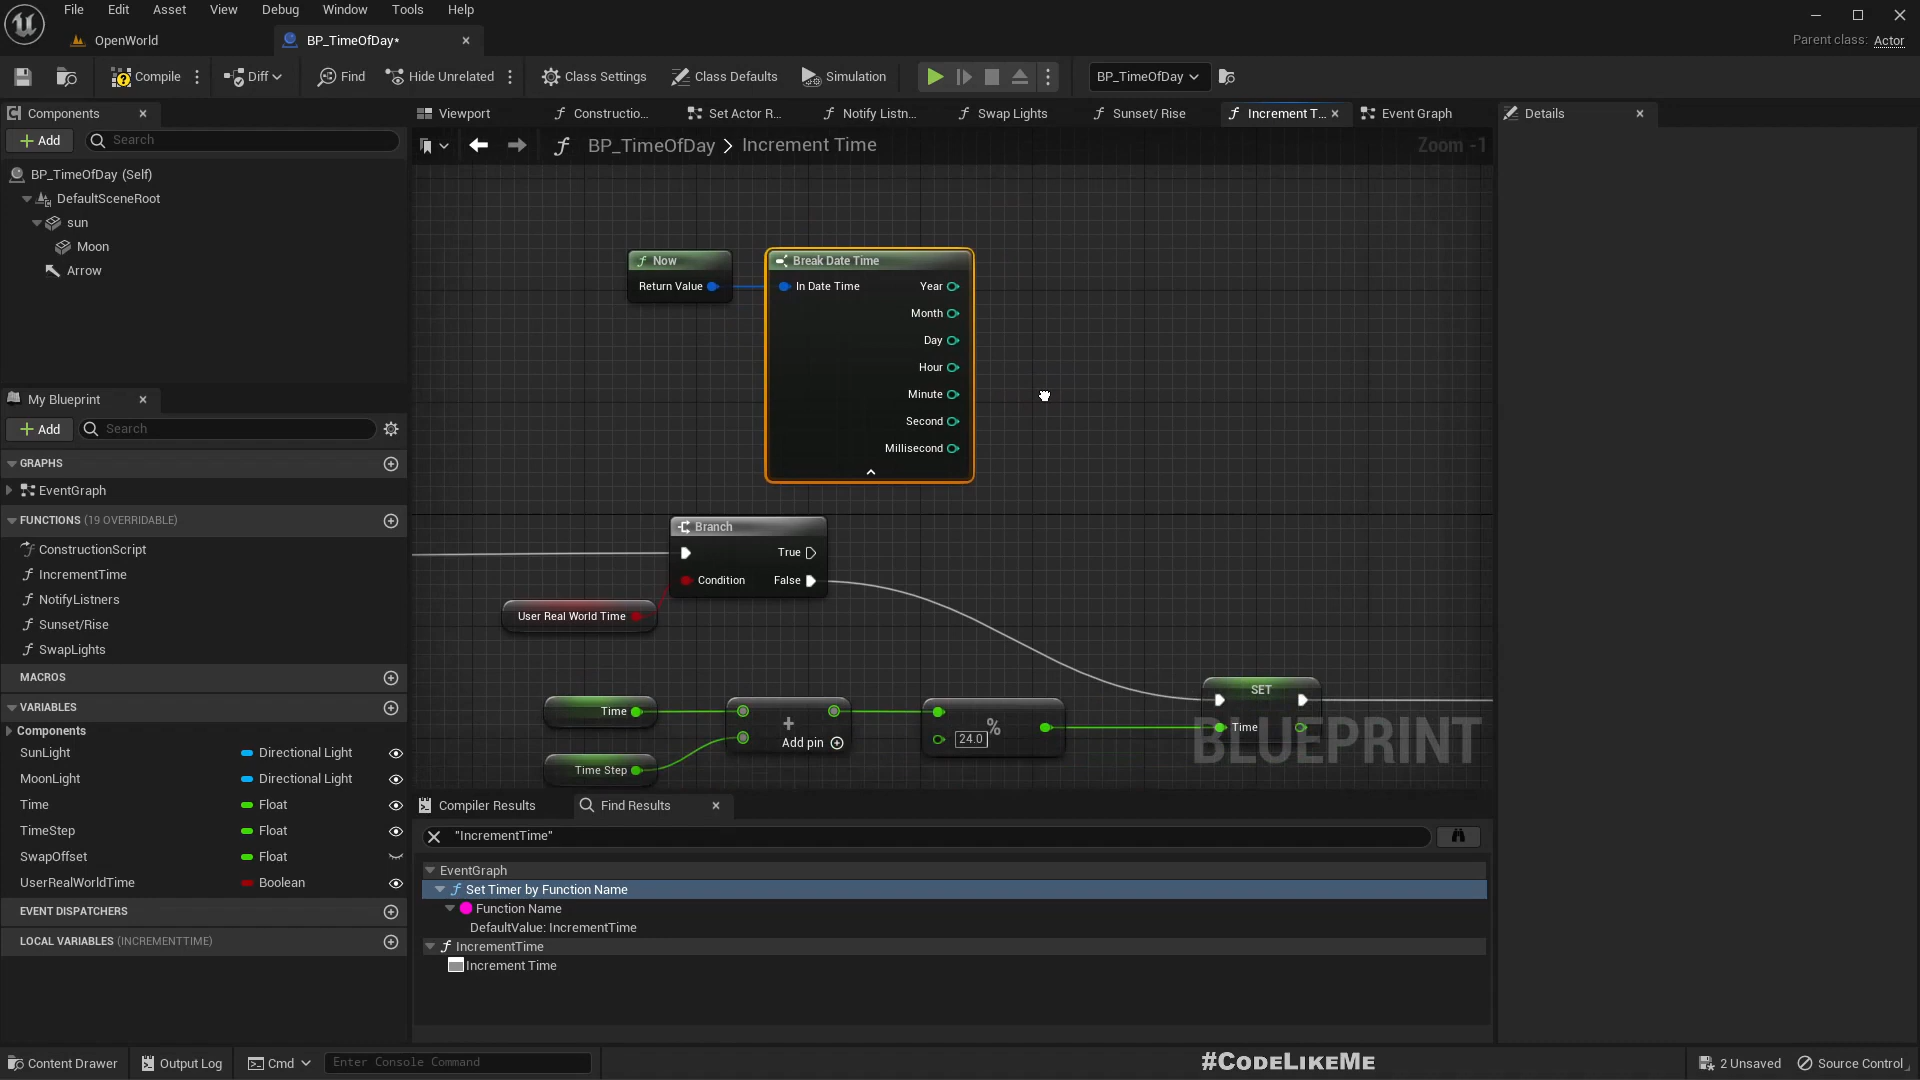 File Edit Asset View Debug Window Tools Help
OpenWorld
BP_TimeOfDay*
Parent class: Actor
Compile
Diff
Find
Hide Unrelated
Class Settings
Class Defaults
Simulation
BP_TimeOfDay
Components
Viewport
Constructio...
Set Actor R...
Notify Listn...
Swap Lights
Sunset/ Rise
Increment T...
Event Graph
Details
Add
Search
BP_TimeOfDay > Increment Time
Zoom -1
BP_TimeOfDay (Self)
DefaultSceneRoot
sun
Moon
Arrow
Now
Return Value
Break Date Time
In Date Time
Year
Month
Day
Hour
Minute
Second
Millisecond
My Blueprint
Add
Search
GRAPHS
EventGraph
FUNCTIONS (19 OVERRIDABLE)
ConstructionScript
IncrementTime
NotifyListners
Sunset/Rise
SwapLights
MACROS
VARIABLES
Components
SunLight Directional Light
MoonLight Directional Light
Time Float
TimeStep Float
SwapOffset Float
UserRealWorldTime Boolean
EVENT DISPATCHERS
LOCAL VARIABLES (INCREMENTTIME)
Branch
True
Condition False
User Real World Time
Time
Time Step
+
Add pin
24.0
%
SET
Time
BLUEPRINT
Compiler Results
Find Results
"IncrementTime"
EventGraph
Set Timer by Function Name
Function Name
DefaultValue: IncrementTime
IncrementTime
Increment Time
Content Drawer
Output Log
Cmd
Enter Console Command
#CODELIKEME
2 Unsaved
Source Control